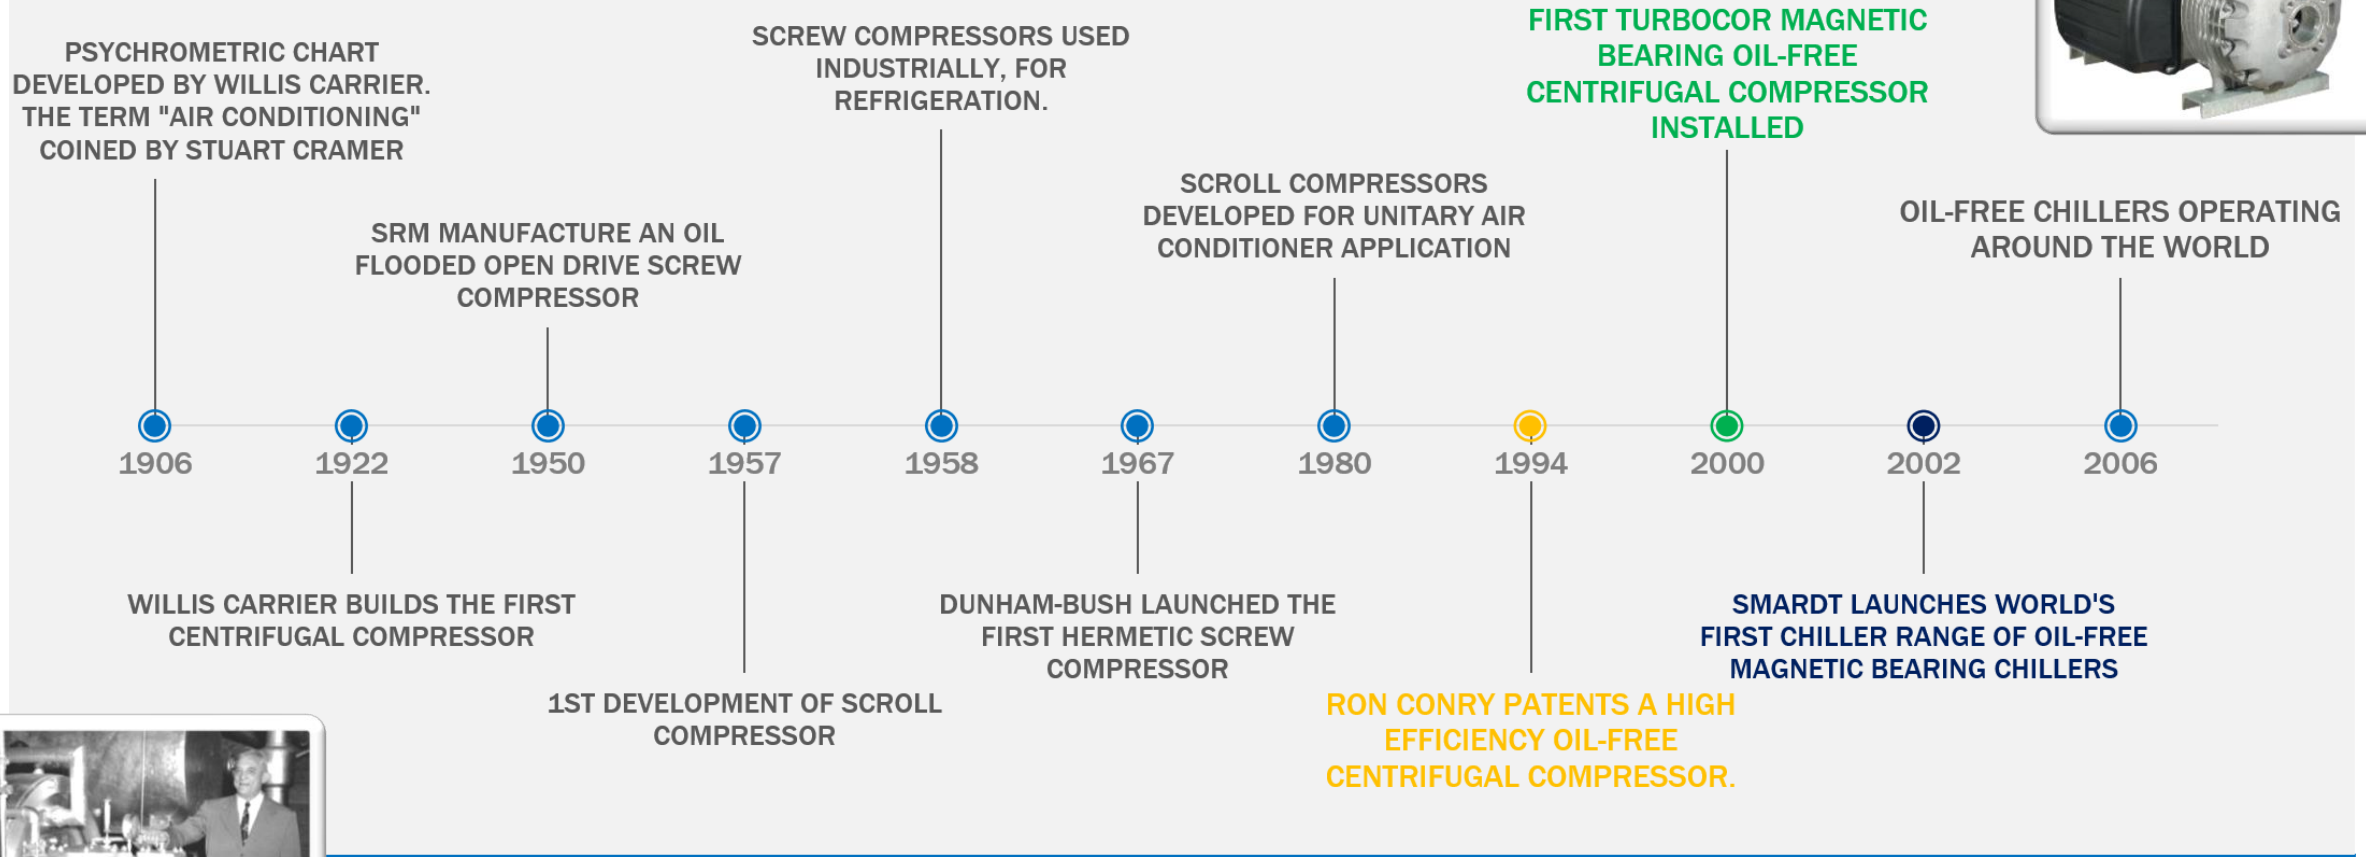 PSYCHROMETRIC CHART
DEVELOPED BY WILLIS CARRIER.
THE TERM "AIR CONDITIONING"
COINED BY STUART CRAMER
SRM MANUFACTURE AN OIL
FLOODED OPEN DRIVE SCREW
COMPRESSOR
SCREW COMPRESSORS USED
INDUSTRIALLY, FOR
REFRIGERATION.
SCROLL COMPRESSORS
DEVELOPED FOR UNITARY AIR
CONDITIONER APPLICATION
FIRST TURBOCOR MAGNETIC
BEARING OIL-FREE
CENTRIFUGAL COMPRESSOR
INSTALLED
OIL-FREE CHILLERS OPERATING
AROUND THE WORLD
1906 1922 1950 1957 1958 1967 1980 1994 2000 2002 2006
WILLIS CARRIER BUILDS THE FIRST
CENTRIFUGAL COMPRESSOR
1ST DEVELOPMENT OF SCROLL
COMPRESSOR
DUNHAM-BUSH LAUNCHED THE
FIRST HERMETIC SCREW
COMPRESSOR
RON CONRY PATENTS A HIGH
EFFICIENCY OIL-FREE
CENTRIFUGAL COMPRESSOR.
SMARDT LAUNCHES WORLD'S
FIRST CHILLER RANGE OF OIL-FREE
MAGNETIC BEARING CHILLERS